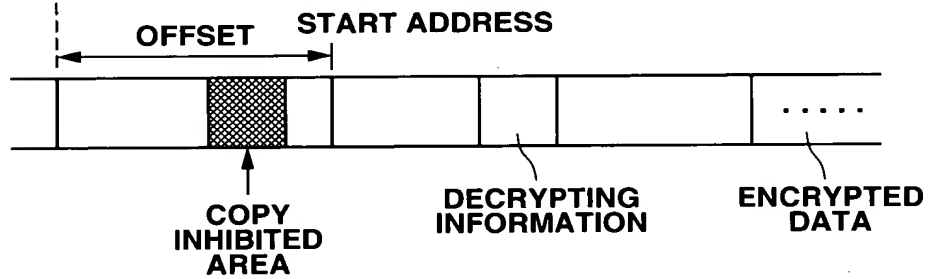 START ADDRESS
OFFSET
COPY
INHIBITED
AREA
DECRYPTING
INFORMATION
ENCRYPTED
DATA